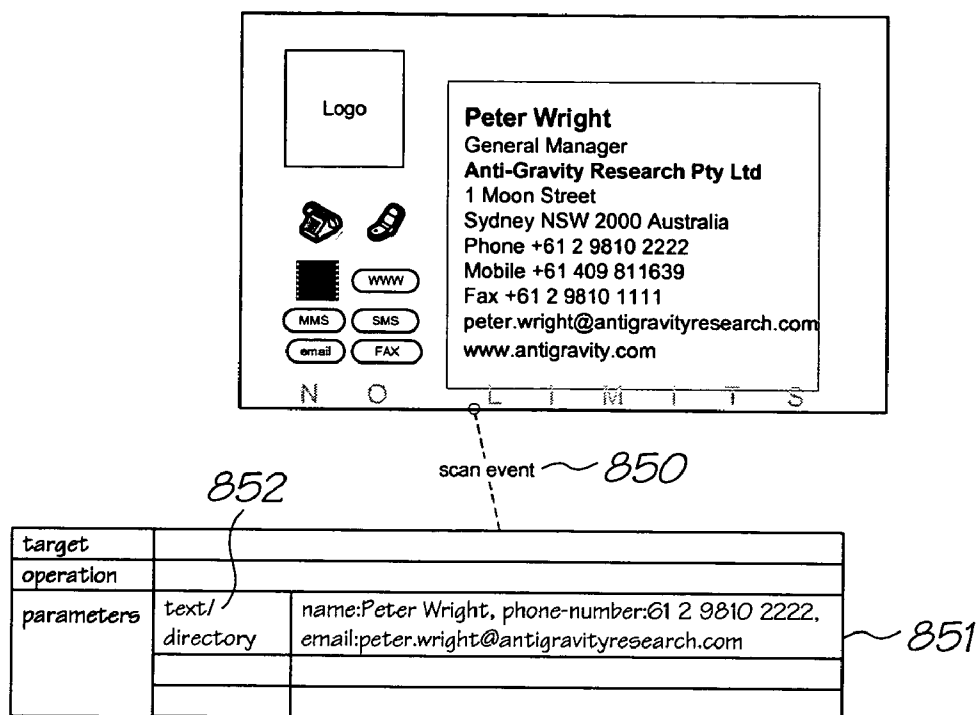 Logo
Peter Wright
General Manager
Anti-Gravity Research Pty Ltd
1 Moon Street
Sydney NSW 2000 Australia
Phone +61 2 9810 2222
Mobile +61 409 811639
Fax +61 2 9810 1111
peter.wright@antigravityresearch.com
www.antigravity.com
WWW
MMS SMS
email FAX
NO LIMITS
scan event 850
852
target
operation
parameters text/ directory name:Peter Wright, phone-number:61 2 9810 2222,
email:peter.wright@antigravityresearch.com
851